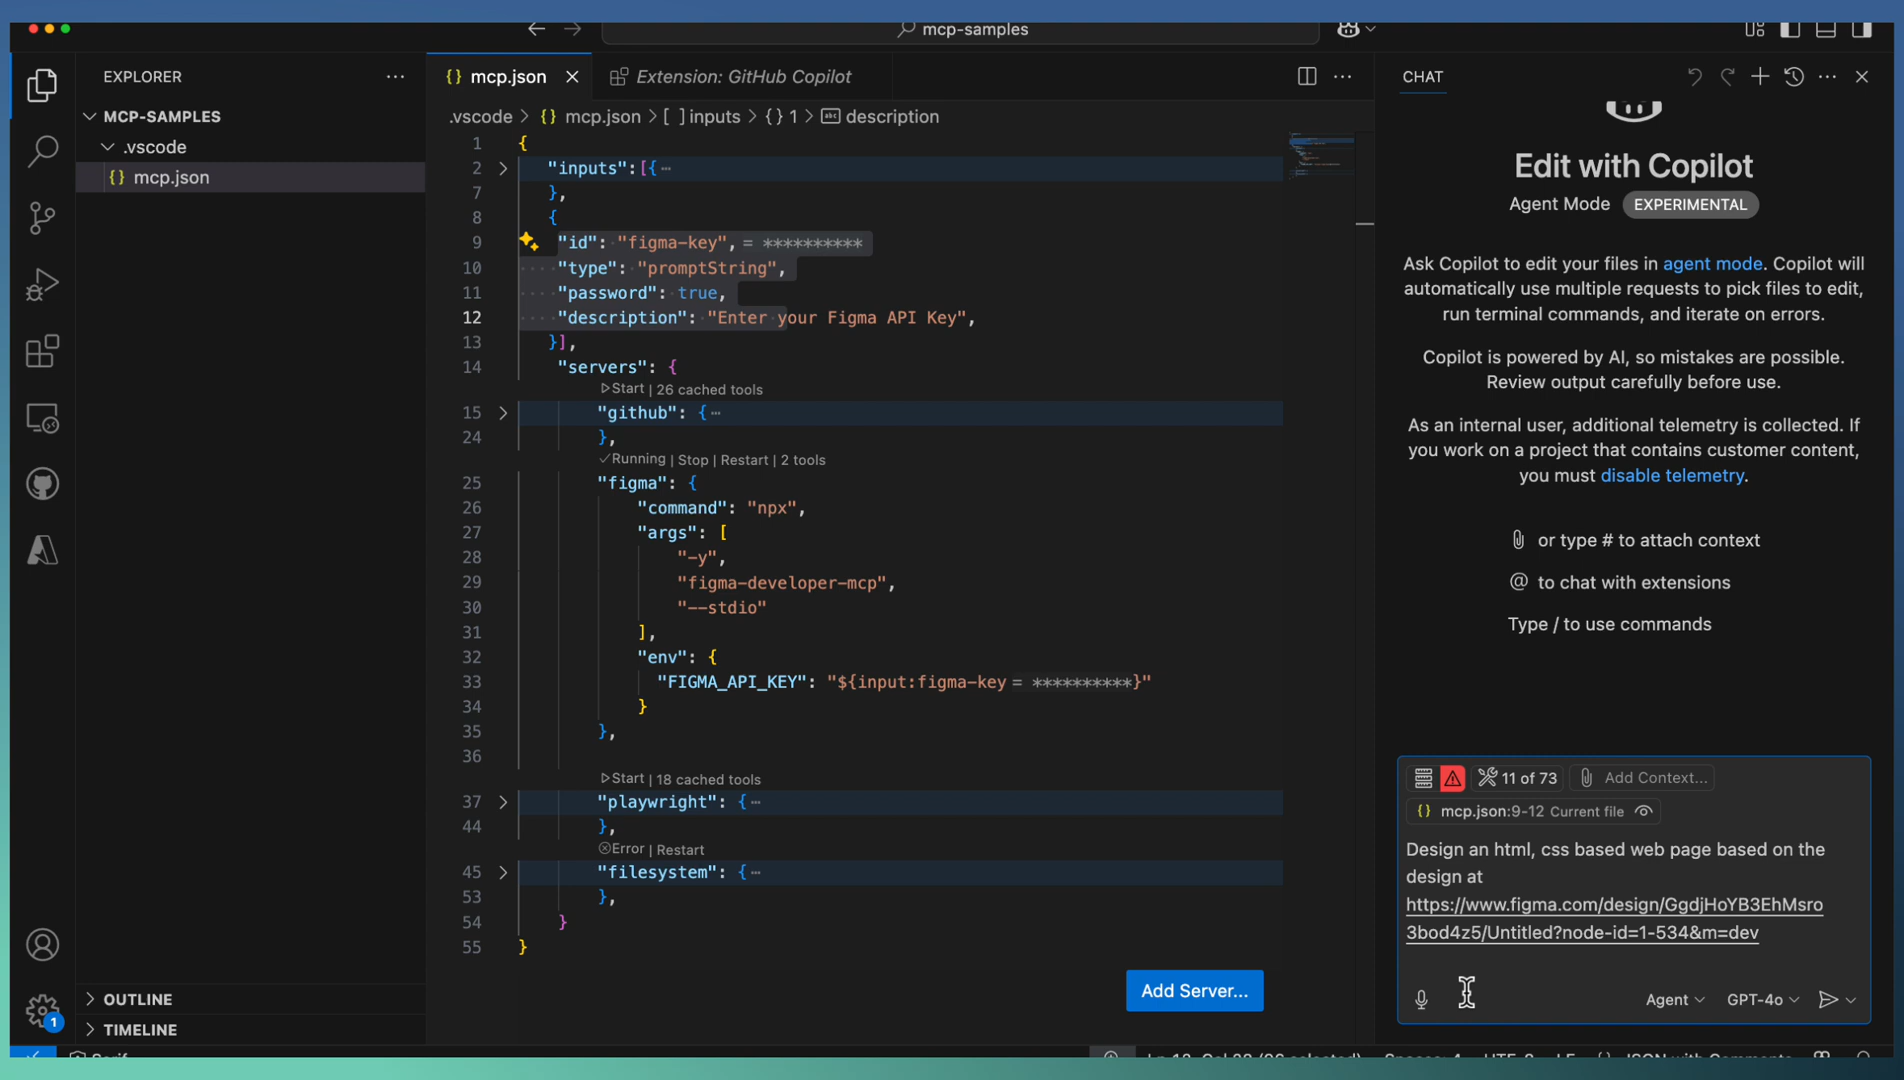 mcp-samples
EXPLORER
MCP-SAMPLES
.vscode
{} mcp.json
OUTLINE
TIMELINE
1
{} mcp.json
Extension: GitHub Copilot
.vscode > {} mcp.json > [ ] inputs > {} 1 > abc description
1 {
2 "inputs":[{ ⋯
7 },
8 {
9 "id": "figma-key", = **********
10 "type": "promptString",
11 "password": true,
12 "description": "Enter your Figma API Key",
13 }],
14 "servers": {
Start | 26 cached tools
15 "github": { ⋯
24 },
✓Running | Stop | Restart | 2 tools
25 "figma": {
26 "command": "npx",
27 "args": [
28 "-y",
29 "figma-developer-mcp",
30 "--stdio"
31 ],
32 "env": {
33 "FIGMA_API_KEY": "${input:figma-key = **********}"
34 }
35 },
36
Start | 18 cached tools
37 "playwright": { ⋯
44 },
Error | Restart
45 "filesystem": { ⋯
53 },
54 }
55 }
Add Server...
CHAT
Edit with Copilot
Agent Mode EXPERIMENTAL
Ask Copilot to edit your files in agent mode. Copilot will
automatically use multiple requests to pick files to edit,
run terminal commands, and iterate on errors.
Copilot is powered by AI, so mistakes are possible.
Review output carefully before use.
As an internal user, additional telemetry is collected. If
you work on a project that contains customer content,
you must disable telemetry.
or type # to attach context
@ to chat with extensions
Type / to use commands
11 of 73 Add Context...
{} mcp.json:9-12 Current file
Design an html, css based web page based on the
design at
https://www.figma.com/design/GgdjHoYB3EhMsro
3bod4z5/Untitled?node-id=1-534&m=dev
Agent GPT-4o